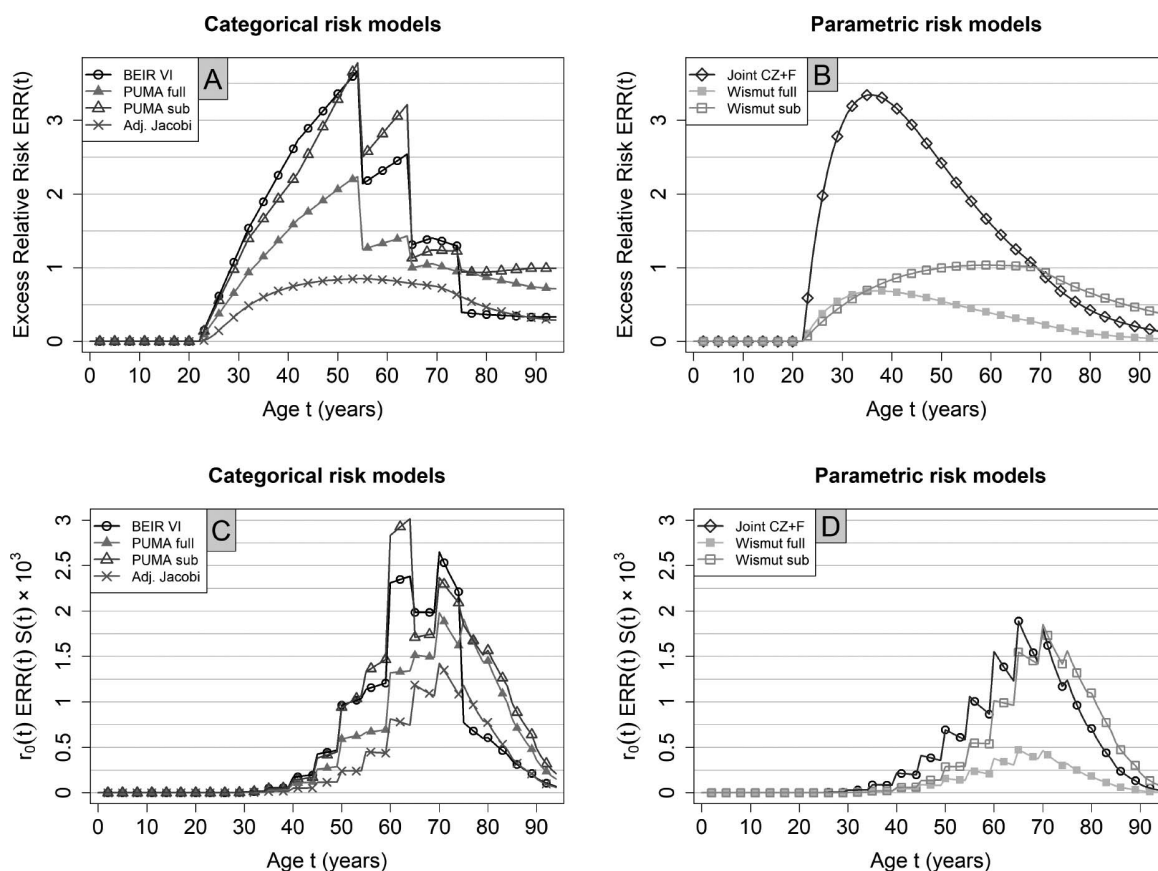 Categorical risk models
A
BEIR VI
PUMA full
PUMA sub
Adj. Jacobi
Excess Relative Risk ERR(t)
3
2
1
0
0 10 20 30 40 50 60 70 80 90
Age t (years)
Parametric risk models
B
Joint CZ+F
Wismut full
Wismut sub
Excess Relative Risk ERR(t)
3
2
1
0
0 10 20 30 40 50 60 70 80 90
Age t (years)
Categorical risk models
C
BEIR VI
PUMA full
PUMA sub
Adj. Jacobi
r₀(t) ERR(t) S(t) × 10³
3
2.5
2
1.5
1
0.5
0
0 10 20 30 40 50 60 70 80 90
Age t (years)
Parametric risk models
D
Joint CZ+F
Wismut full
Wismut sub
r₀(t) ERR(t) S(t) × 10³
3
2.5
2
1.5
1
0.5
0
0 10 20 30 40 50 60 70 80 90
Age t (years)